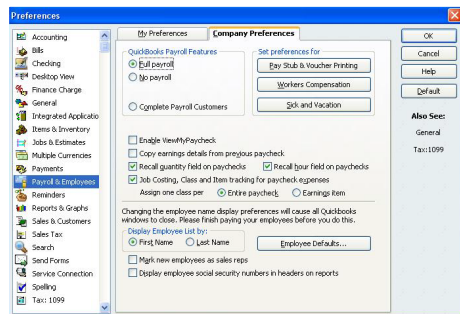 Preferences
Accounting
Bills
Checking
Desktop View
Finance Charge
General
Integrated Applicatio
Items & Inventory
Jobs & Estimates
Multiple Currencies
Payments
Payroll & Employees
Reminders
Reports & Graphs
Sales & Customers
Sales Tax
Search
Send Forms
Service Connection
Spelling
Tax: 1099
My Preferences
Company Preferences
QuickBooks Payroll Features
Full payroll
No payroll
Complete Payroll Customers
Set preferences for
Pay Stub & Voucher Printing
Workers Compensation
Sick and Vacation
Enable ViewMyPaycheck
Copy earnings details from previous paycheck
Recall quantity field on paychecks
Recall hour field on paychecks
Job Costing, Class and Item tracking for paycheck expenses
Assign one class per
Entire paycheck
Earnings item
Changing the employee name display preferences will cause all Quickbooks
windows to close. Please finish paying your employees before you do this.
Display Employee List by:
First Name
Last Name
Employee Defaults...
Mark new employees as sales reps
Display employee social security numbers in headers on reports
OK
Cancel
Help
Default
Also See:
General
Tax:1099